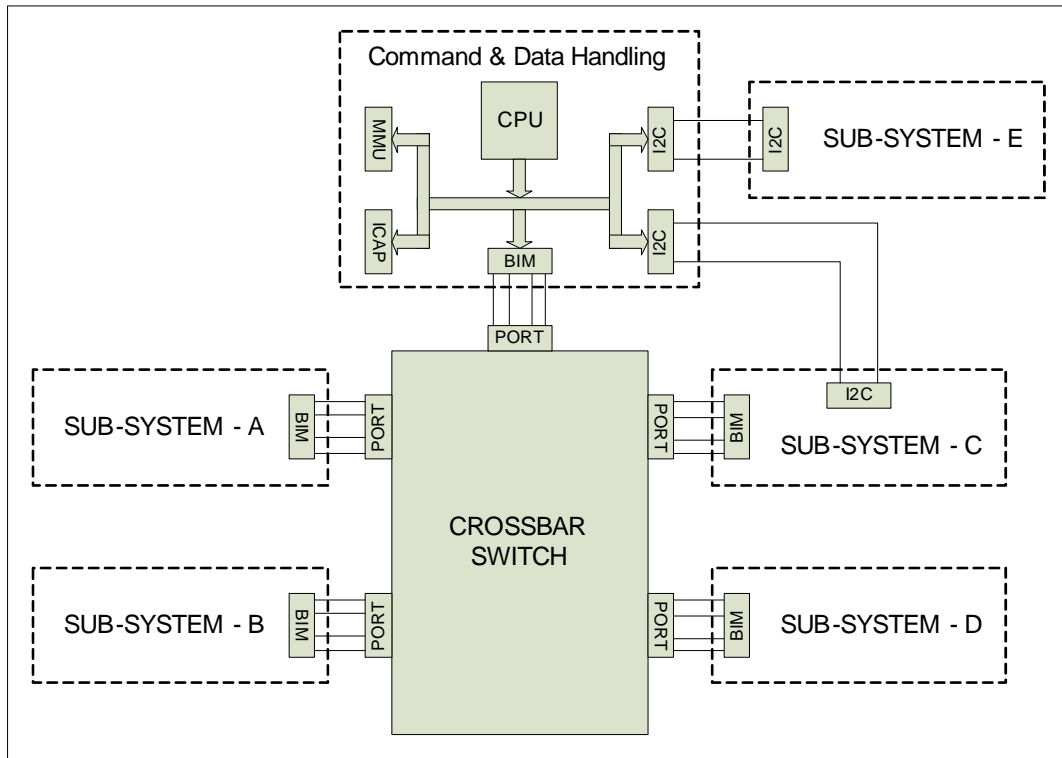 Command & Data Handling
CPU
MMU
I2C
I2C
SUB-SYSTEM - E
ICAP
I2C
BIM
PORT
SUB-SYSTEM - A
BIM
PORT
PORT
BIM
I2C
SUB-SYSTEM - C
CROSSBAR
SWITCH
SUB-SYSTEM - B
BIM
PORT
PORT
BIM
SUB-SYSTEM - D